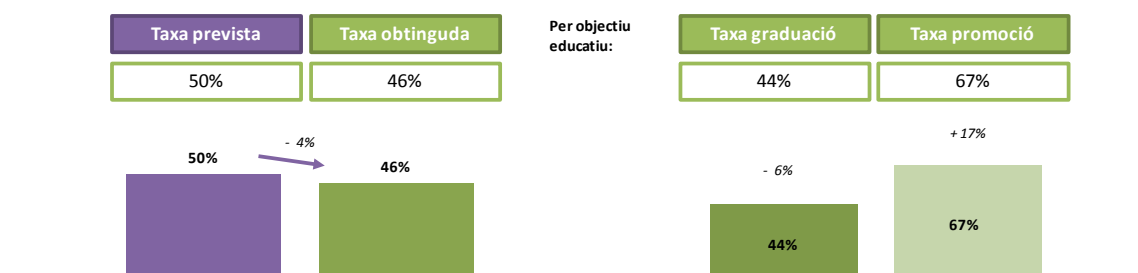 Taxa prevista
Taxa obtinguda
50%
46%
- 4%
50%
46%
Per objectiu
educatiu:
Taxa graduació
Taxa promoció
44%
67%
+ 17%
- 6%
67%
44%